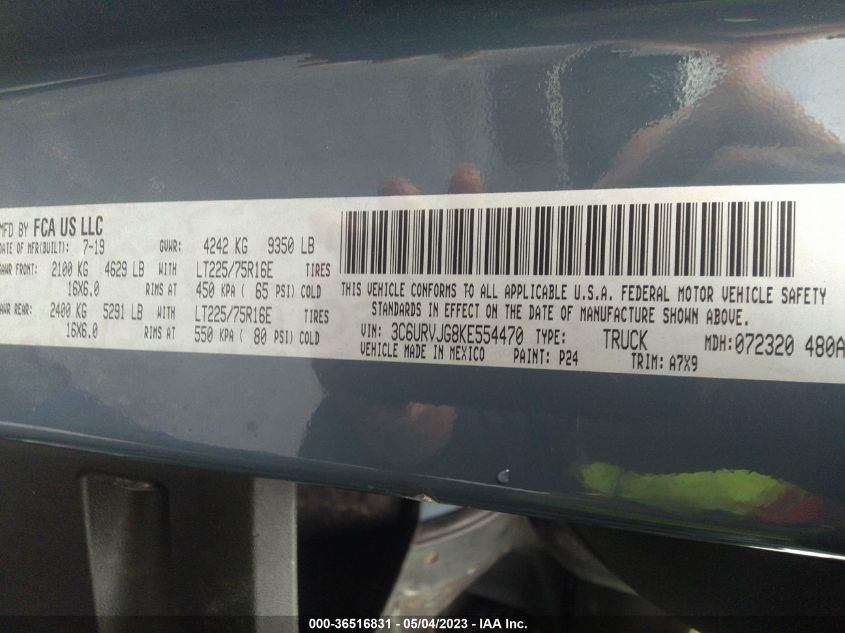 MFD BY FCA US LLC
DATE OF MFR(BUILT): 7-19 GVWR: 4242 KG 9350 LB
GAWR FRONT: 2100 KG 4629 LB WITH LT225/75R16E TIRES
16X6.0 RIMS AT 450 KPA ( 65 PSI) COLD
GAWR REAR: 2400 KG 5291 LB WITH LT225/75R16E TIRES
16X6.0 RIMS AT 550 KPA ( 80 PSI) COLD
THIS VEHICLE CONFORMS TO ALL APPLICABLE U.S.A. FEDERAL MOTOR VEHICLE SAFETY
STANDARDS IN EFFECT ON THE DATE OF MANUFACTURE SHOWN ABOVE.
VIN: 3C6URVJG8KE554470 TYPE: TRUCK MDH:072320 480A
VEHICLE MADE IN MEXICO PAINT: P24 TRIM: A7X9
000-36516831 - 05/04/2023 - IAA Inc.